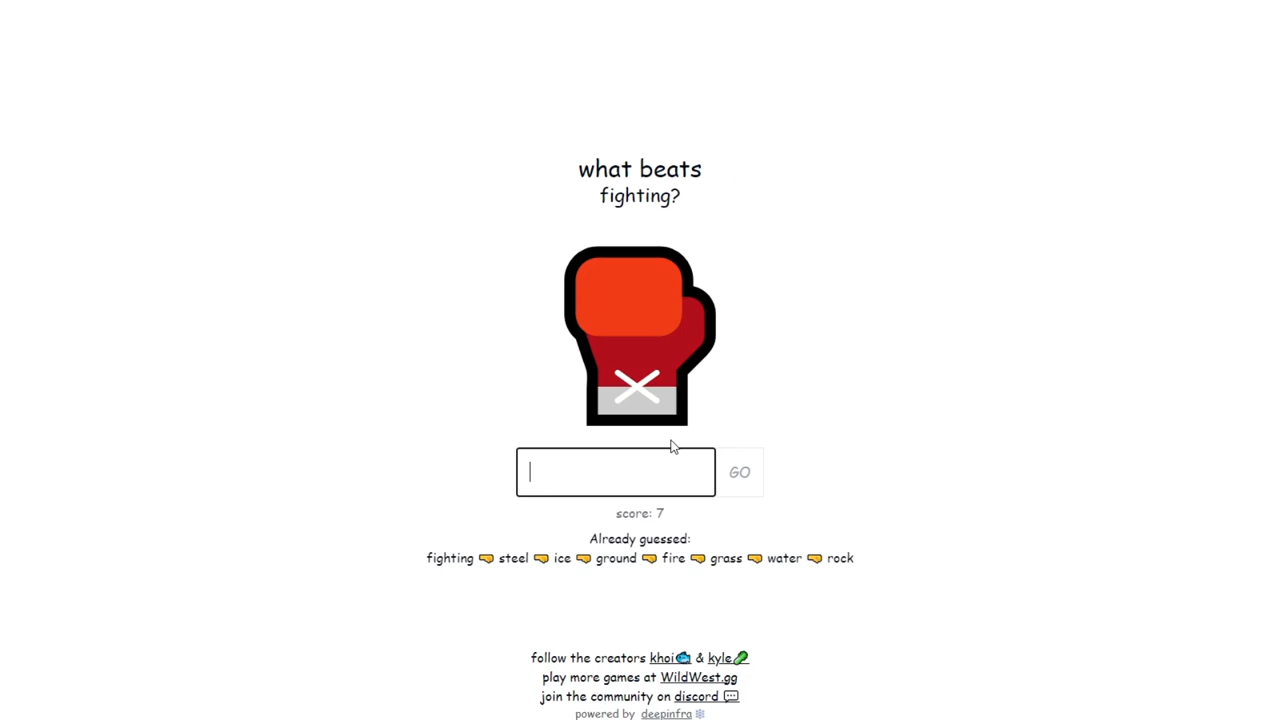 what beats
fighting?
GO
score: 7
Already guessed:
fighting 🤜 steel 🤜 ice 🤜 ground 🤜 fire 🤜 grass 🤜 water 🤜 rock
follow the creators khoi🐟 & kyle🥒
play more games at WildWest.gg
join the community on discord 💬
powered by deepinfra ⚛️